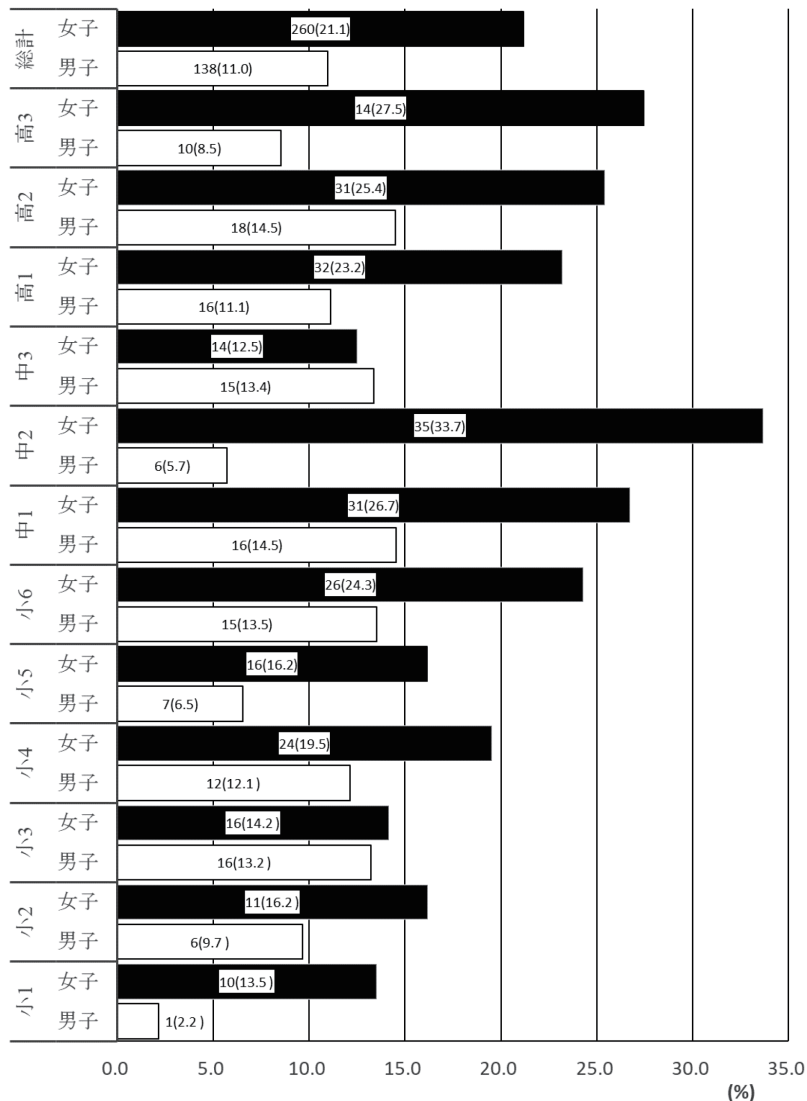 総計
女子
260(21.1)
男子
138(11.0)
高3
女子
14(27.5)
男子
10(8.5)
高2
女子
31(25.4)
男子
18(14.5)
高1
女子
32(23.2)
男子
16(11.1)
中3
女子
14(12.5)
男子
15(13.4)
中2
女子
35(33.7)
男子
6(5.7)
中1
女子
31(26.7)
男子
16(14.5)
小6
女子
26(24.3)
男子
15(13.5)
小5
女子
16(16.2)
男子
7(6.5)
小4
女子
24(19.5)
男子
12(12.1)
小3
女子
16(14.2 )
男子
16(13.2 )
小2
女子
11(16.2 )
男子
6(9.7 )
小1
女子
10(13.5 )
男子
1(2.2 )
0.0 5.0 10.0 15.0 20.0 25.0 30.0 35.0
(%)